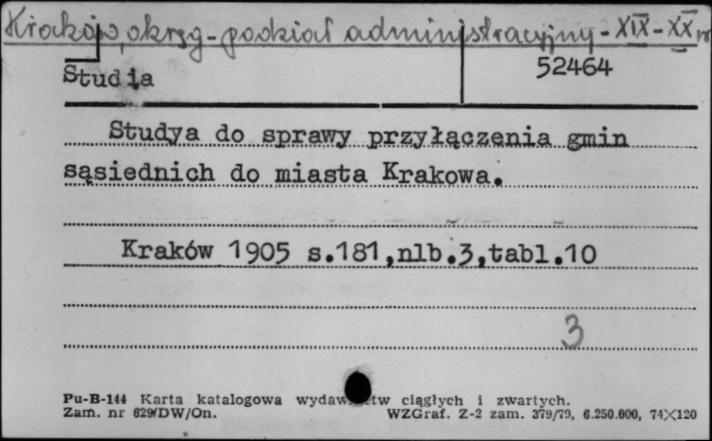 Kraków, okręg - podział administracyjny - XIX - XX w
Studia
52464
Studya do sprawy przyłączenia gmin
sąsiednich do miasta Krakowa.
Kraków 1905 s.181,nlb.3,tabl.10
3
Pu-B-144 Karta katalogowa ciągłych i zwartych.
Zam. nr 629/DW/On. WZGraf. Z-2 zam. 379/79, 6.250.000, 74×120